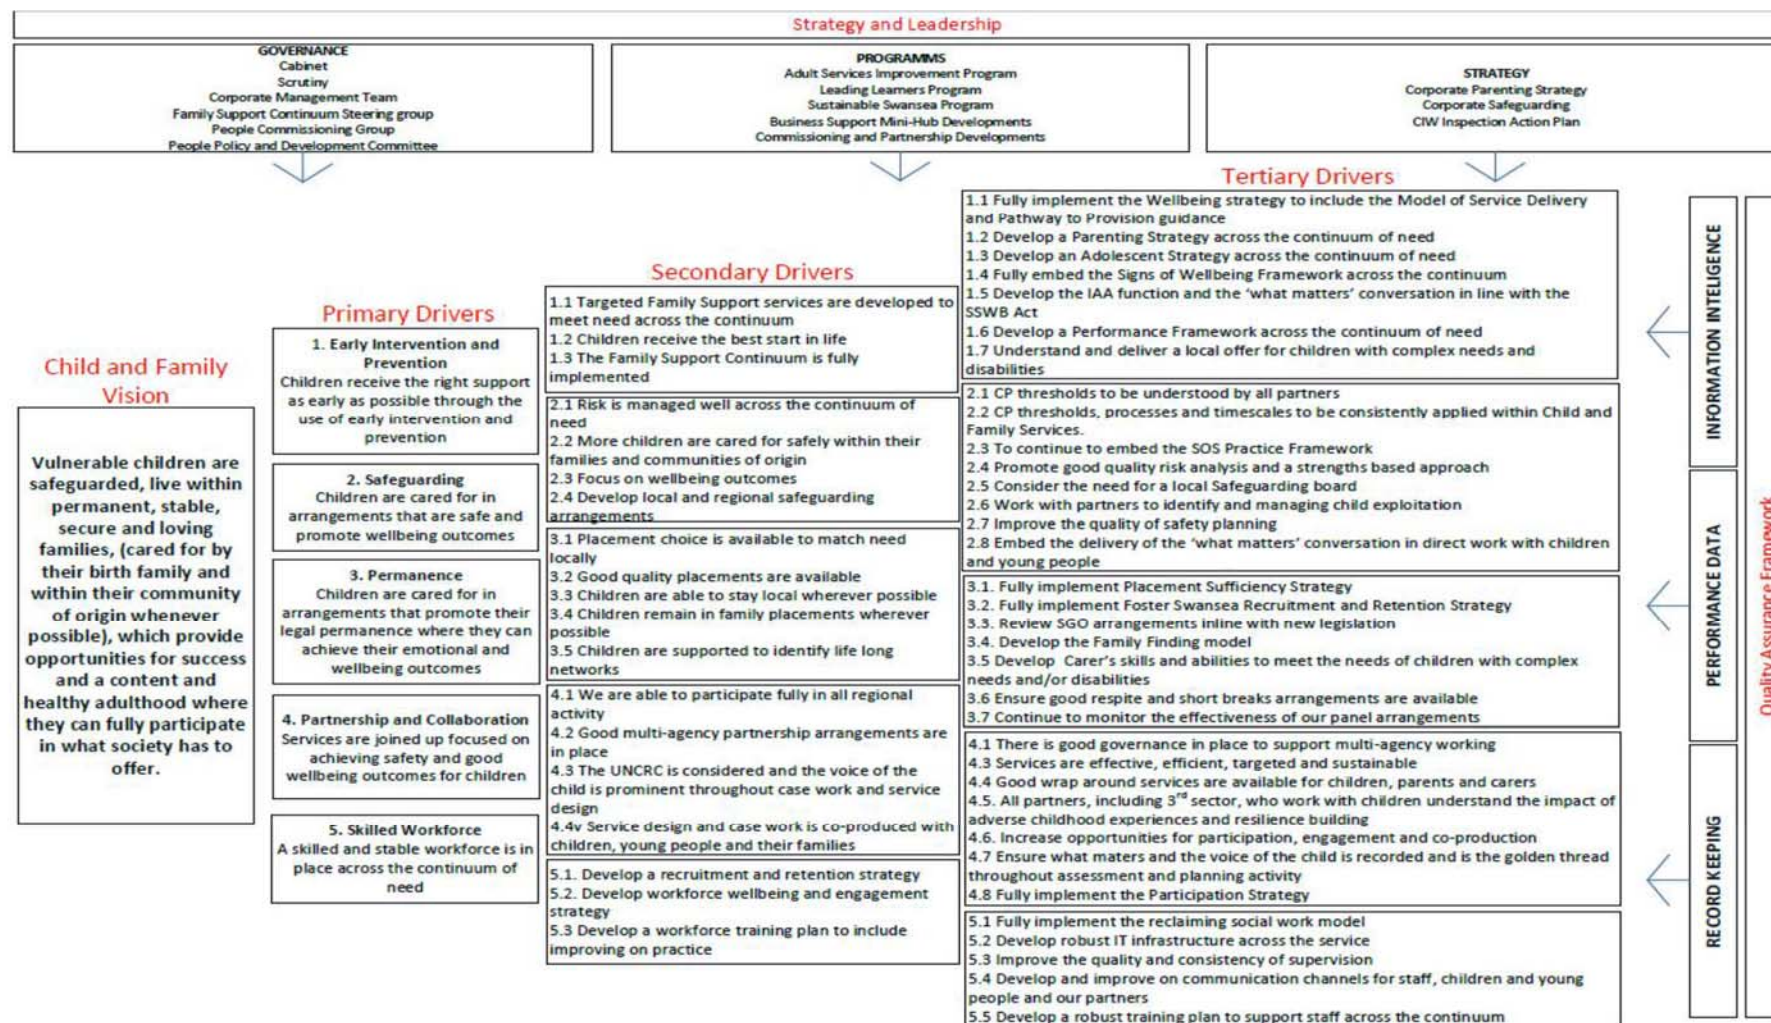 Strategy and Leadership
GOVERNANCE
Cabinet
Scrutiny
Corporate Management Team
Family Support Continuum Steering group
People Commissioning Group
People Policy and Development Committee
PROGRAMMS
Adult Services Improvement Program
Leading Learners Program
Sustainable Swansea Program
Business Support Mini-Hub Developments
Commissioning and Partnership Developments
STRATEGY
Corporate Parenting Strategy
Corporate Safeguarding
CIW Inspection Action Plan
Child and Family
Vision
Vulnerable children are
safeguarded, live within
permanent, stable,
secure and loving
families, (cared for by
their birth family and
within their community
of origin whenever
possible), which provide
opportunities for success
and a content and
healthy adulthood where
they can fully participate
in what society has to
offer.
Primary Drivers
1. Early Intervention and
Prevention
Children receive the right support
as early as possible through the
use of early intervention and
prevention
2. Safeguarding
Children are cared for in
arrangements that are safe and
promote wellbeing outcomes
3. Permanence
Children are cared for in
arrangements that promote their
legal permanence where they can
achieve their emotional and
wellbeing outcomes
4. Partnership and Collaboration
Services are joined up focused on
achieving safety and good
wellbeing outcomes for children
5. Skilled Workforce
A skilled and stable workforce is in
place across the continuum of
need
Secondary Drivers
1.1 Targeted Family Support services are developed to
meet need across the continuum
1.2 Children receive the best start in life
1.3 The Family Support Continuum is fully
implemented
2.1 Risk is managed well across the continuum of
need
2.2 More children are cared for safely within their
families and communities of origin
2.3 Focus on wellbeing outcomes
2.4 Develop local and regional safeguarding
arrangements
3.1 Placement choice is available to match need
locally
3.2 Good quality placements are available
3.3 Children are able to stay local wherever possible
3.4 Children remain in family placements wherever
possible
3.5 Children are supported to identify life long
networks
4.1 We are able to participate fully in all regional
activity
4.2 Good multi-agency partnership arrangements are
in place
4.3 The UNCRC is considered and the voice of the
child is prominent throughout case work and service
design
4.4v Service design and case work is co-produced with
children, young people and their families
5.1. Develop a recruitment and retention strategy
5.2. Develop workforce wellbeing and engagement
strategy
5.3 Develop a workforce training plan to include
improving on practice
Tertiary Drivers
1.1 Fully implement the Wellbeing strategy to include the Model of Service Delivery
and Pathway to Provision guidance
1.2 Develop a Parenting Strategy across the continuum of need
1.3 Develop an Adolescent Strategy across the continuum of need
1.4 Fully embed the Signs of Wellbeing Framework across the continuum
1.5 Develop the IAA function and the ‘what matters’ conversation in line with the
SSWB Act
1.6 Develop a Performance Framework across the continuum of need
1.7 Understand and deliver a local offer for children with complex needs and
disabilities
2.1 CP thresholds to be understood by all partners
2.2 CP thresholds, processes and timescales to be consistently applied within Child and
Family Services.
2.3 To continue to embed the SOS Practice Framework
2.4 Promote good quality risk analysis and a strengths based approach
2.5 Consider the need for a local Safeguarding board
2.6 Work with partners to identify and managing child exploitation
2.7 Improve the quality of safety planning
2.8 Embed the delivery of the ‘what matters’ conversation in direct work with children
and young people
3.1. Fully implement Placement Sufficiency Strategy
3.2. Fully implement Foster Swansea Recruitment and Retention Strategy
3.3. Review SGO arrangements inline with new legislation
3.4. Develop the Family Finding model
3.5 Develop Carer’s skills and abilities to meet the needs of children with complex
needs and/or disabilities
3.6 Ensure good respite and short breaks arrangements are available
3.7 Continue to monitor the effectiveness of our panel arrangements
4.1 There is good governance in place to support multi-agency working
4.3 Services are effective, efficient, targeted and sustainable
4.4 Good wrap around services are available for children, parents and carers
4.5. All partners, including 3rd sector, who work with children understand the impact of
adverse childhood experiences and resilience building
4.6. Increase opportunities for participation, engagement and co-production
4.7 Ensure what maters and the voice of the child is recorded and is the golden thread
throughout assessment and planning activity
4.8 Fully implement the Participation Strategy
5.1 Fully implement the reclaiming social work model
5.2 Develop robust IT infrastructure across the service
5.3 Improve the quality and consistency of supervision
5.4 Develop and improve on communication channels for staff, children and young
people and our partners
5.5 Develop a robust training plan to support staff across the continuum
INFORMATION INTELIGENCE
PERFORMANCE DATA
RECORD KEEPING
Quality Assurance Framework